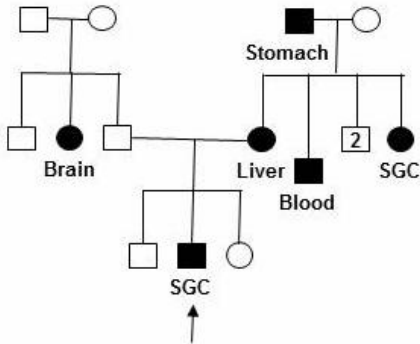 Stomach
2
Brain
Liver
SGC
Blood
SGC